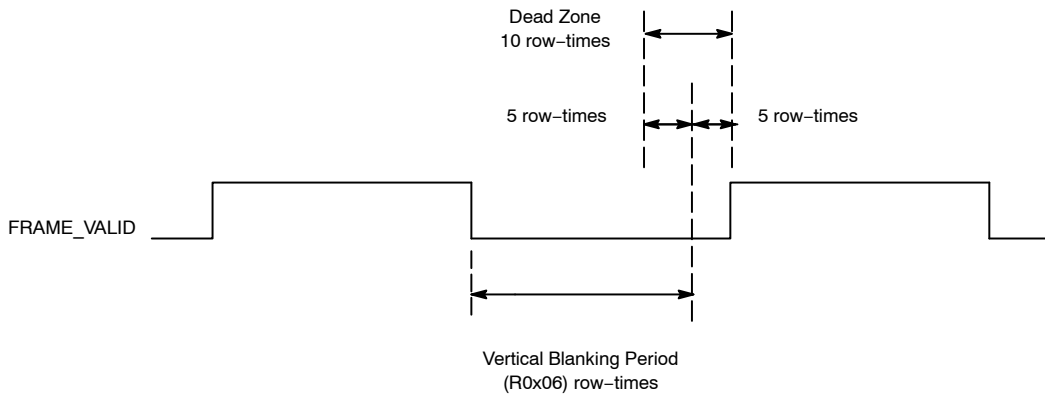 Dead Zone
10 row−times
5 row−times
5 row−times
FRAME_VALID
Vertical Blanking Period
(R0x06) row−times